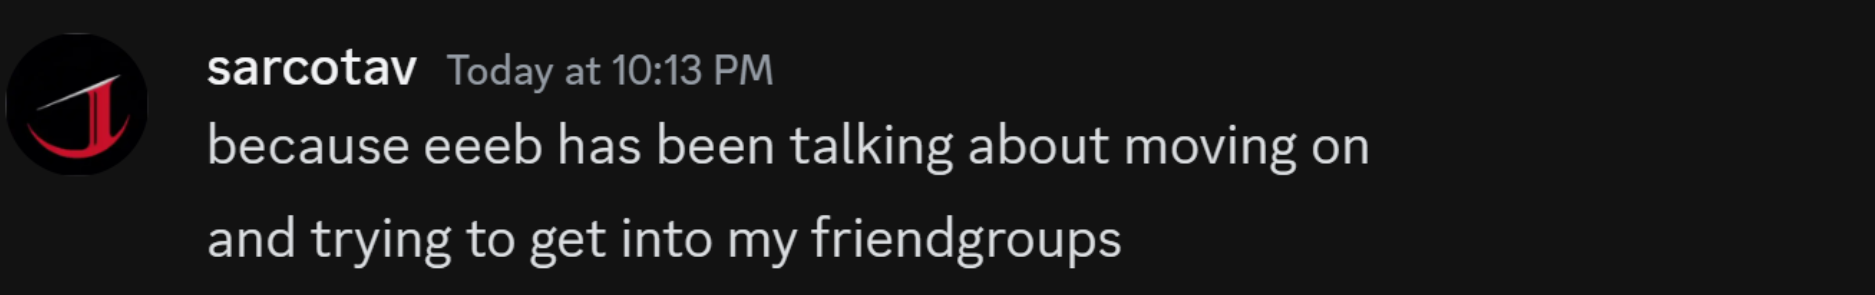 sarcotav Today at 10:13 PM
because eeeb has been talking about moving on
and trying to get into my friendgroups